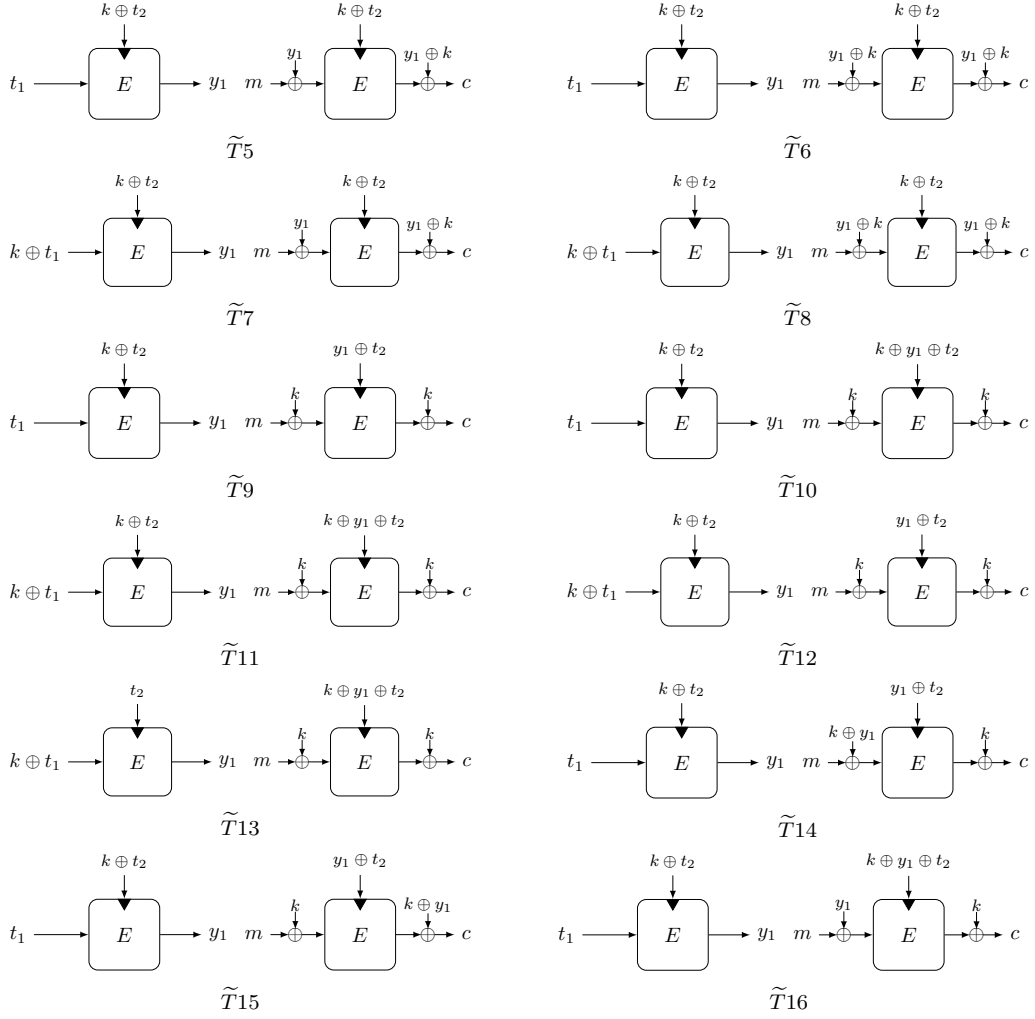 k ⊕ t₂ k ⊕ t₂ k ⊕ t₂ k ⊕ t₂
y₁ y₁ ⊕ k y₁ ⊕ k y₁ ⊕ k
t₁ E y₁ m E c t₁ E y₁ m E c
T̃5 T̃6
k ⊕ t₂ k ⊕ t₂ k ⊕ t₂ k ⊕ t₂
y₁ y₁ ⊕ k y₁ ⊕ k y₁ ⊕ k
k ⊕ t₁ E y₁ m E c k ⊕ t₁ E y₁ m E c
T̃7 T̃8
k ⊕ t₂ y₁ ⊕ t₂ k ⊕ t₂ k ⊕ y₁ ⊕ t₂
k k k k
t₁ E y₁ m E c t₁ E y₁ m E c
T̃9 T̃10
k ⊕ t₂ k ⊕ y₁ ⊕ t₂ k ⊕ t₂ y₁ ⊕ t₂
k k k k
k ⊕ t₁ E y₁ m E c k ⊕ t₁ E y₁ m E c
T̃11 T̃12
t₂ k ⊕ y₁ ⊕ t₂ k ⊕ t₂ y₁ ⊕ t₂
k k k ⊕ y₁ k
k ⊕ t₁ E y₁ m E c t₁ E y₁ m E c
T̃13 T̃14
k ⊕ t₂ y₁ ⊕ t₂ k ⊕ t₂ k ⊕ y₁ ⊕ t₂
k k ⊕ y₁ y₁ k
t₁ E y₁ m E c t₁ E y₁ m E c
T̃15 T̃16